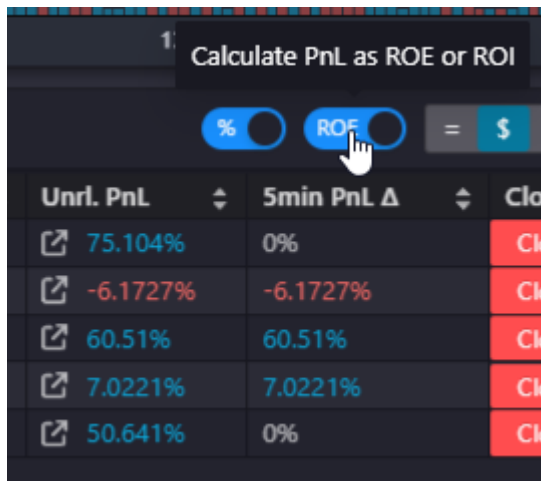 Calculate PnL as ROE or ROI
% ROE = $
Unrl. PnL 5min PnL Δ
75.104% 0%
-6.1727% -6.1727%
60.51% 60.51%
7.0221% 7.0221%
50.641% 0%